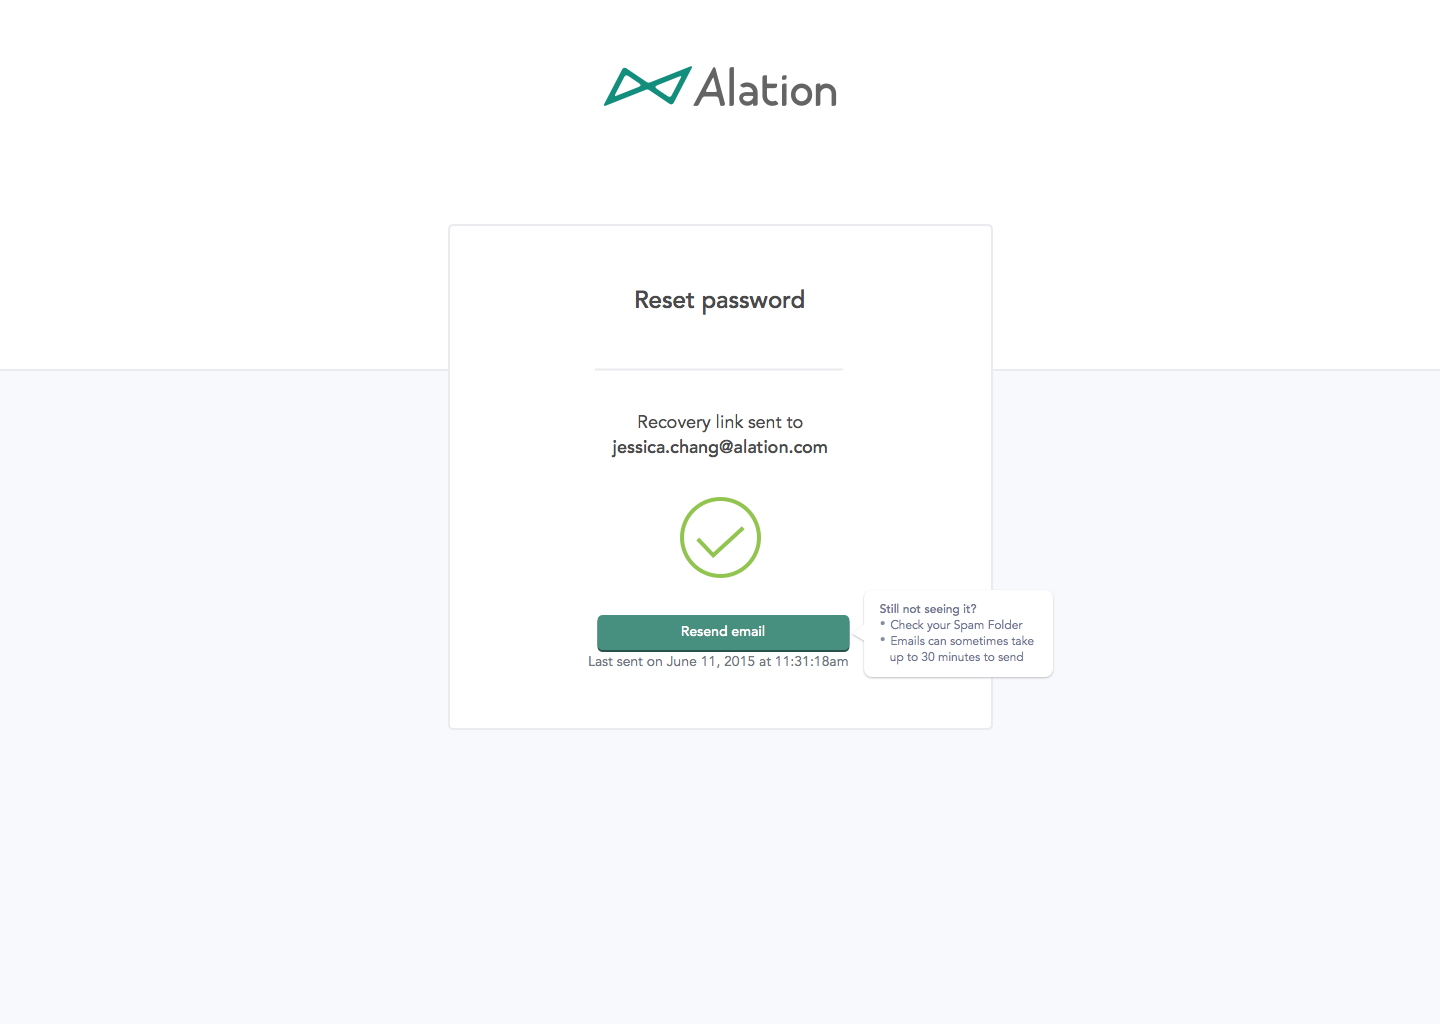 Alation
Reset password
Recovery link sent to
jessica.chang@alation.com
Resend email
Last sent on June 11, 2015 at 11:31:18am
Still not seeing it?
• Check your Spam Folder
• Emails can sometimes take
up to 30 minutes to send